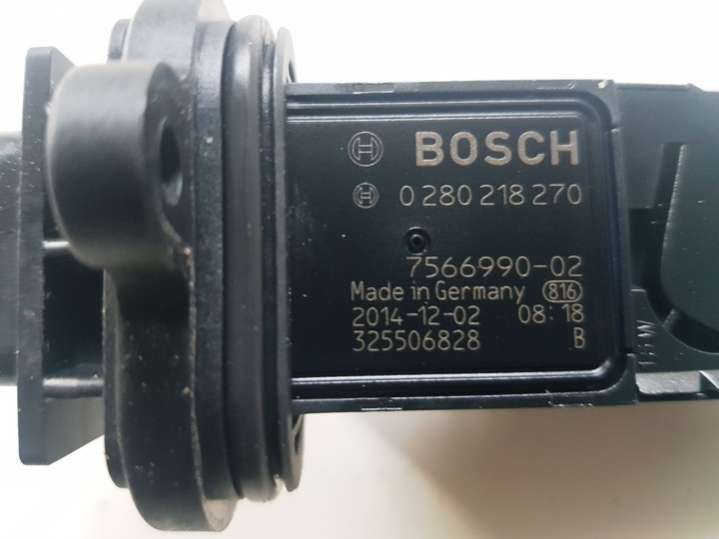 BOSCH
0 280 218 270
7566990-02
Made in Germany 816
2014-12-02 08:18
325506828 B